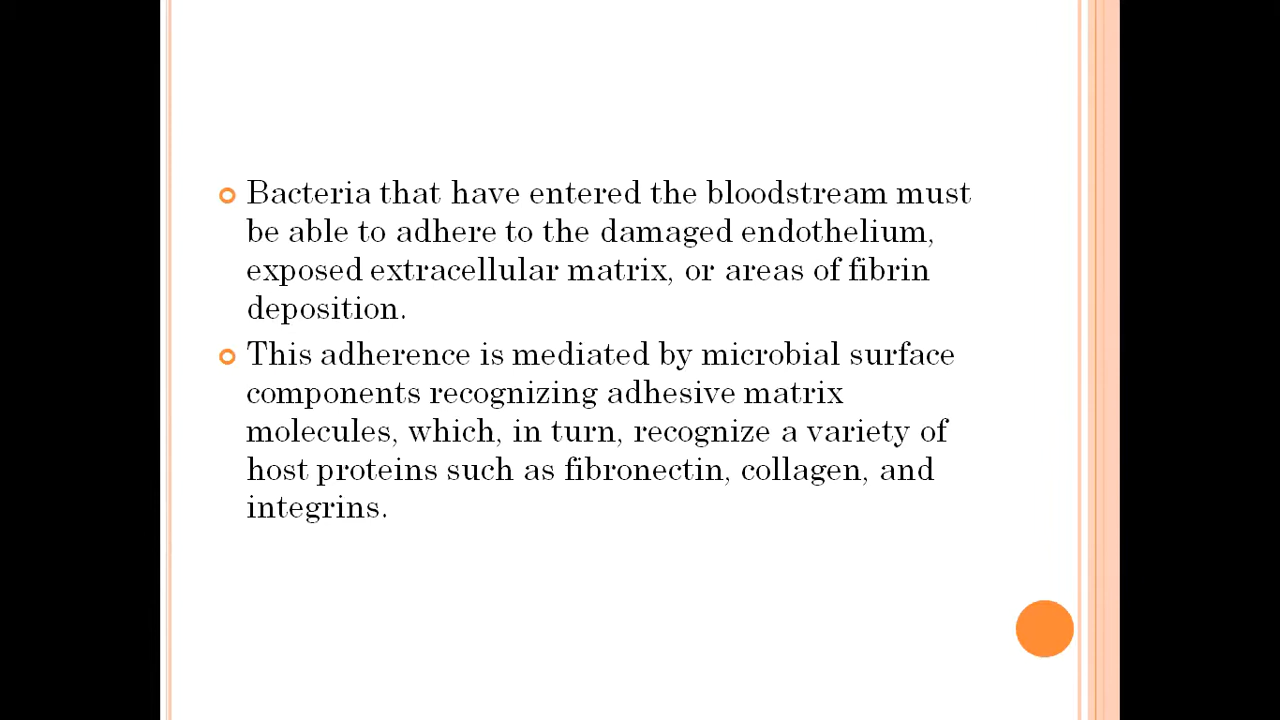 Bacteria that have entered the bloodstream must
be able to adhere to the damaged endothelium,
exposed extracellular matrix, or areas of fibrin
deposition.
This adherence is mediated by microbial surface
components recognizing adhesive matrix
molecules, which, in turn, recognize a variety of
host proteins such as fibronectin, collagen, and
integrins.